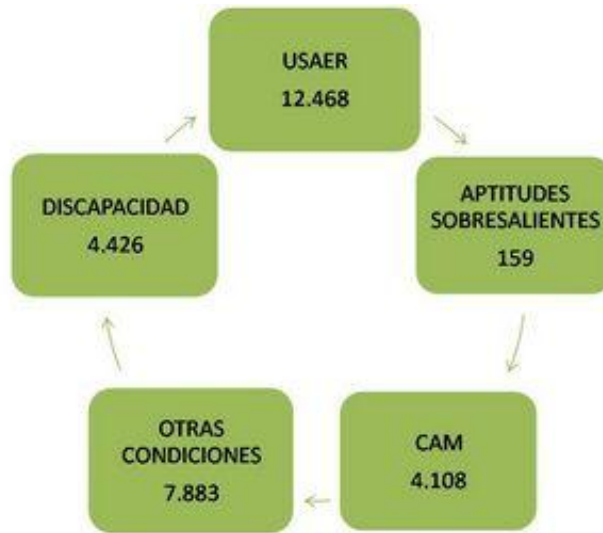 USAER
12.468
APTITUDES
SOBRESALIENTES
159
CAM
4.108
OTRAS
CONDICIONES
7.883
DISCAPACIDAD
4.426